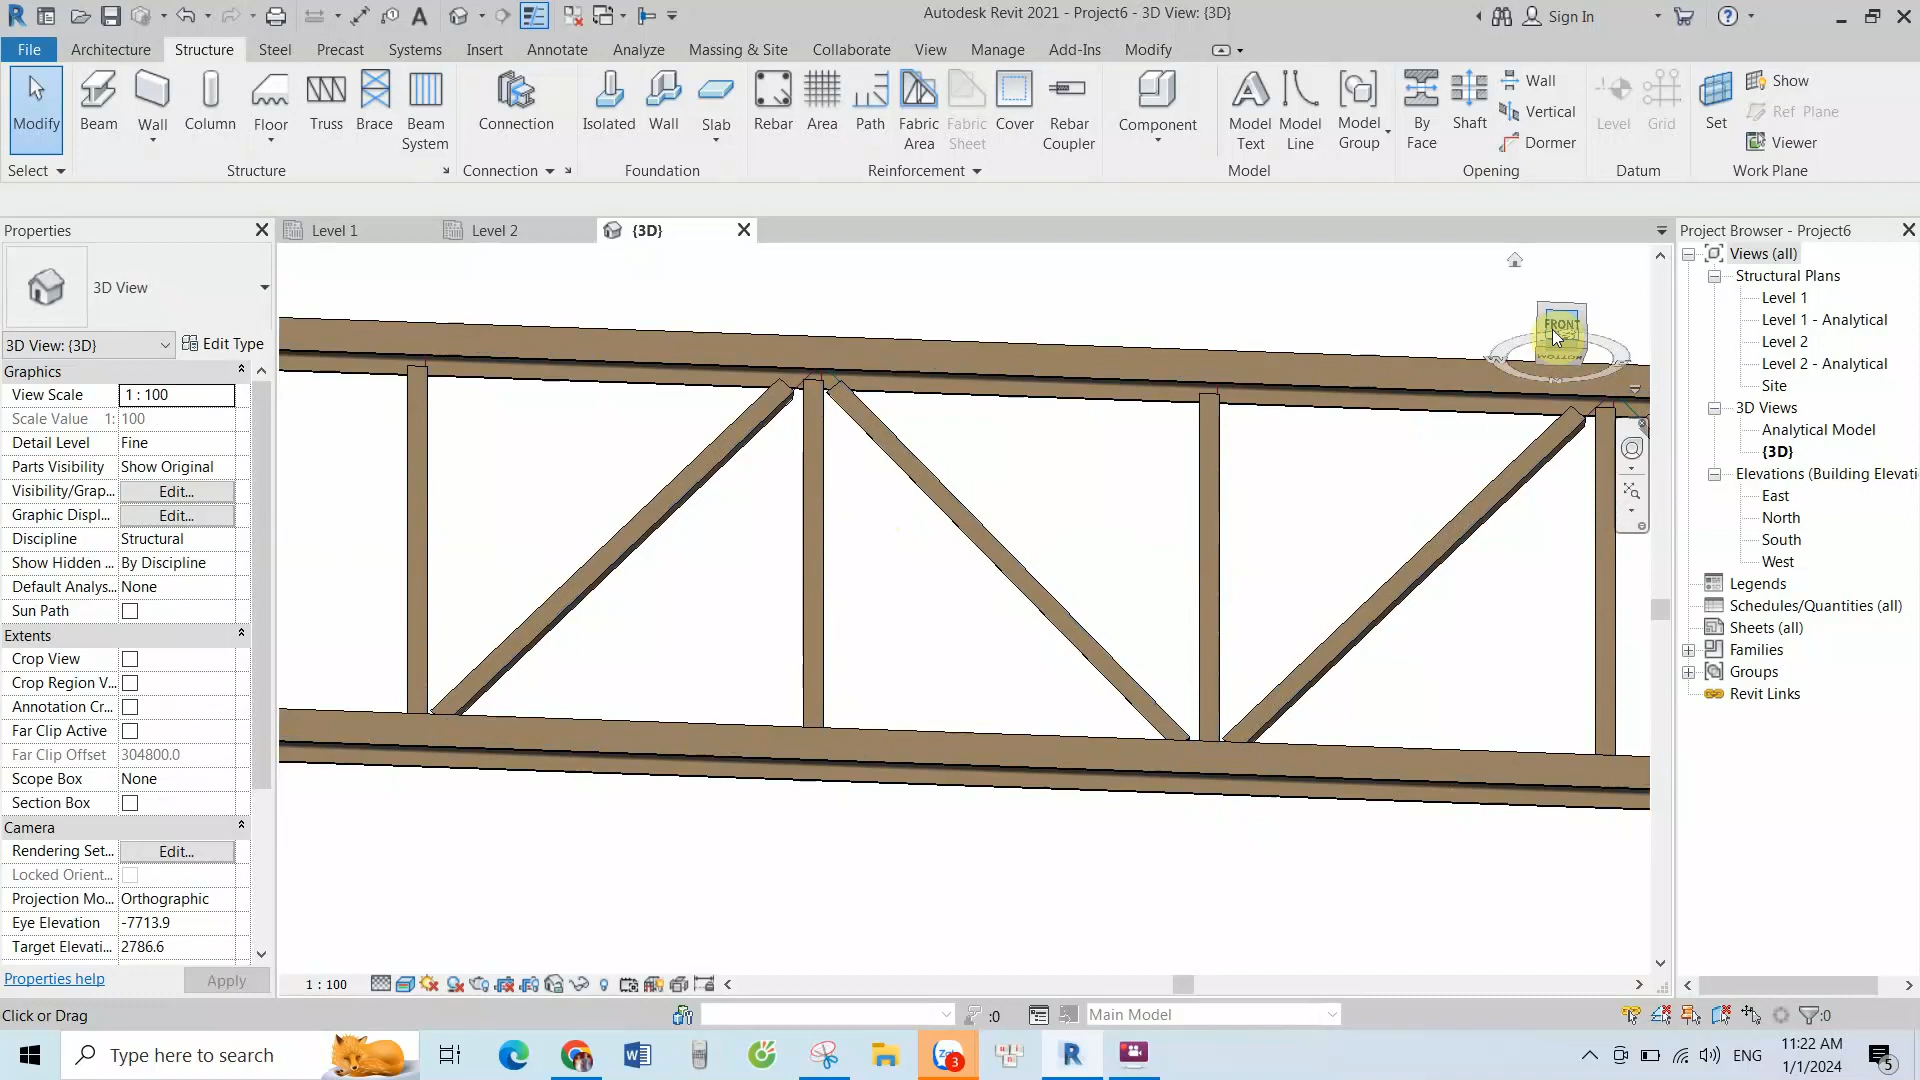 Autodesk Revit 2021 - Project6 - 3D View: {3D}
Sign In
File Architecture Structure Steel Precast Systems Insert Annotate Analyze Massing & Site Collaborate View Manage Add-Ins Modify
Modify Beam Wall Column Floor Truss Brace Beam System Connection Isolated Wall Slab Rebar Area Path Fabric Area Fabric Sheet Cover Rebar Coupler Component Model Text Model Line Model Group By Face Shaft Wall Vertical Dormer Level Grid Set Show Ref Plane Viewer
Select Structure Connection Foundation Reinforcement Model Opening Datum Work Plane
Properties
Level 1 Level 2 {3D}
3D View
3D View: {3D} Edit Type
Graphics
View Scale 1 : 100
Scale Value 1: 100
Detail Level Fine
Parts Visibility Show Original
Visibility/Grap... Edit...
Graphic Displ... Edit...
Discipline Structural
Show Hidden ... By Discipline
Default Analys... None
Sun Path
Extents
Crop View
Crop Region V...
Annotation Cr...
Far Clip Active
Far Clip Offset 304800.0
Scope Box None
Section Box
Camera
Rendering Set... Edit...
Locked Orient...
Projection Mo... Orthographic
Eye Elevation -7713.9
Target Elevati... 2786.6
Properties help Apply
FRONT
BOTTOM
Project Browser - Project6
Views (all)
Structural Plans
Level 1
Level 1 - Analytical
Level 2
Level 2 - Analytical
Site
3D Views
Analytical Model
{3D}
Elevations (Building Elevati
East
North
South
West
Legends
Schedules/Quantities (all)
Sheets (all)
Families
Groups
Revit Links
1 : 100
Click or Drag
:0
Main Model
:0
Type here to search
3
ENG
11:22 AM
1/1/2024
5